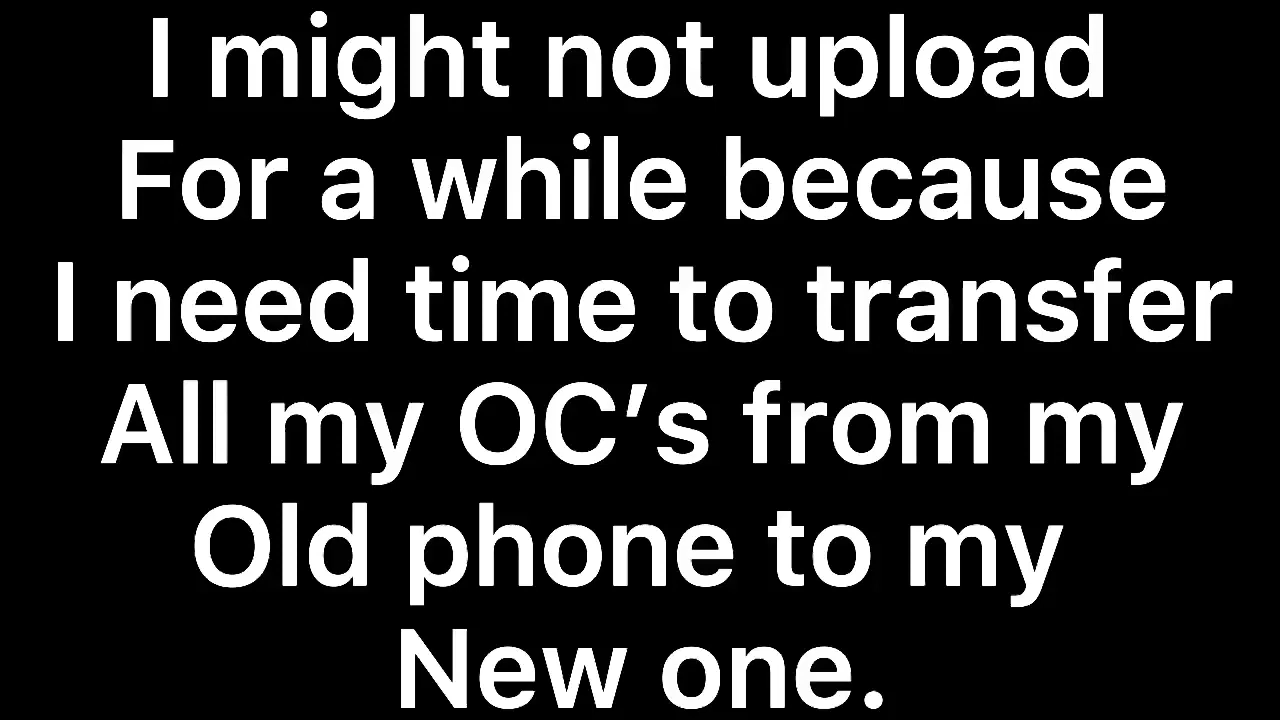 I might not upload
For a while because
I need time to transfer
All my OC’s from my
Old phone to my
New one.